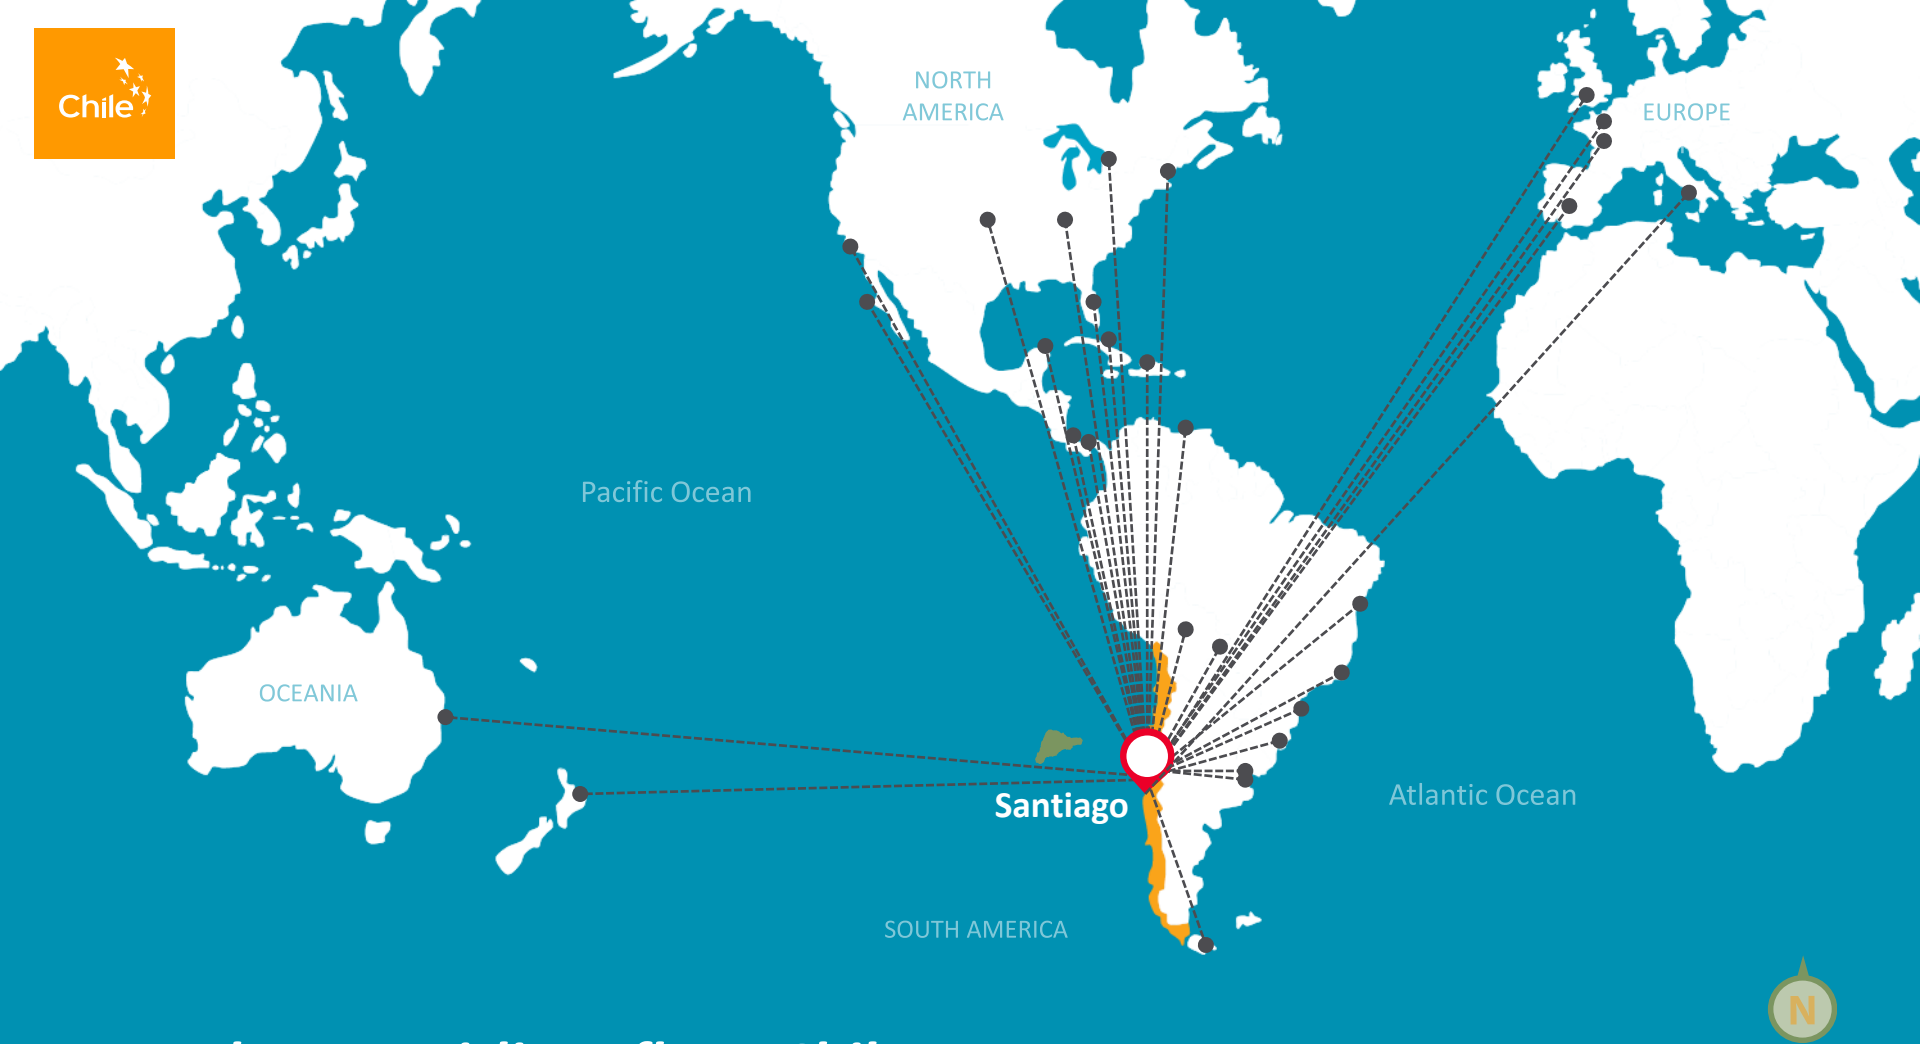 Chile
NORTH
AMERICA
EUROPE
Pacific Ocean
OCEANIA
Santiago
Atlantic Ocean
SOUTH AMERICA
N